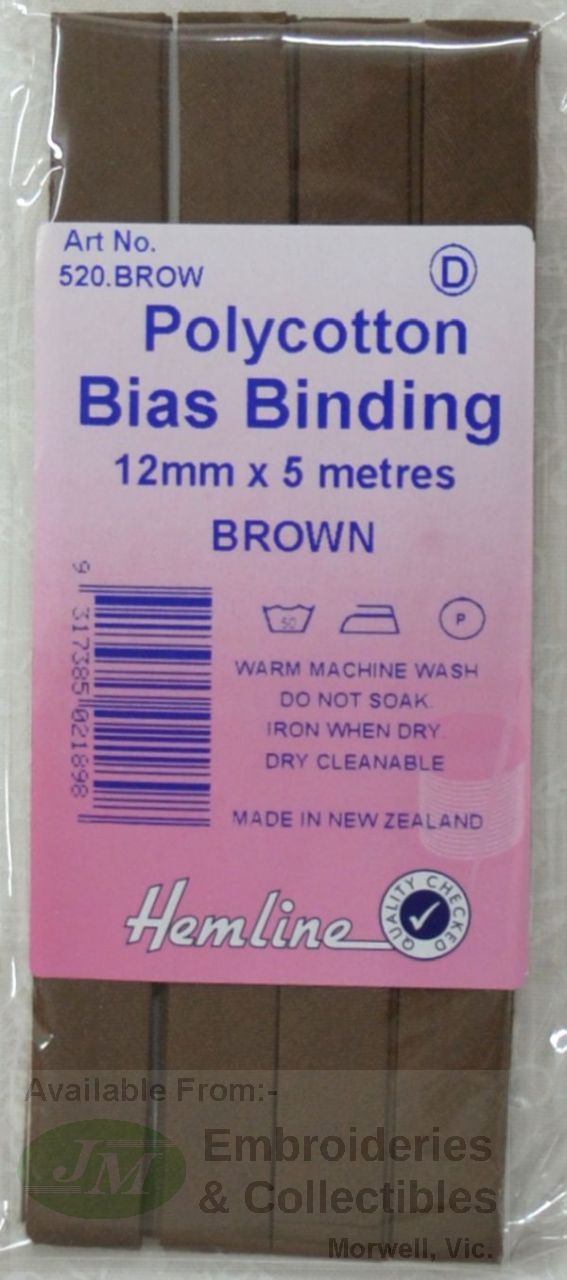 Art No.
520.BROW
D
Polycotton
Bias Binding
12mm x 5 metres
BROWN
9 317385 021898
50
P
WARM MACHINE WASH
DO NOT SOAK.
IRON WHEN DRY.
DRY CLEANABLE
MADE IN NEW ZEALAND
Hemline
QUALITY CHECKED
Available From:-
JM
Embroideries
& Collectibles
Morwell, Vic.